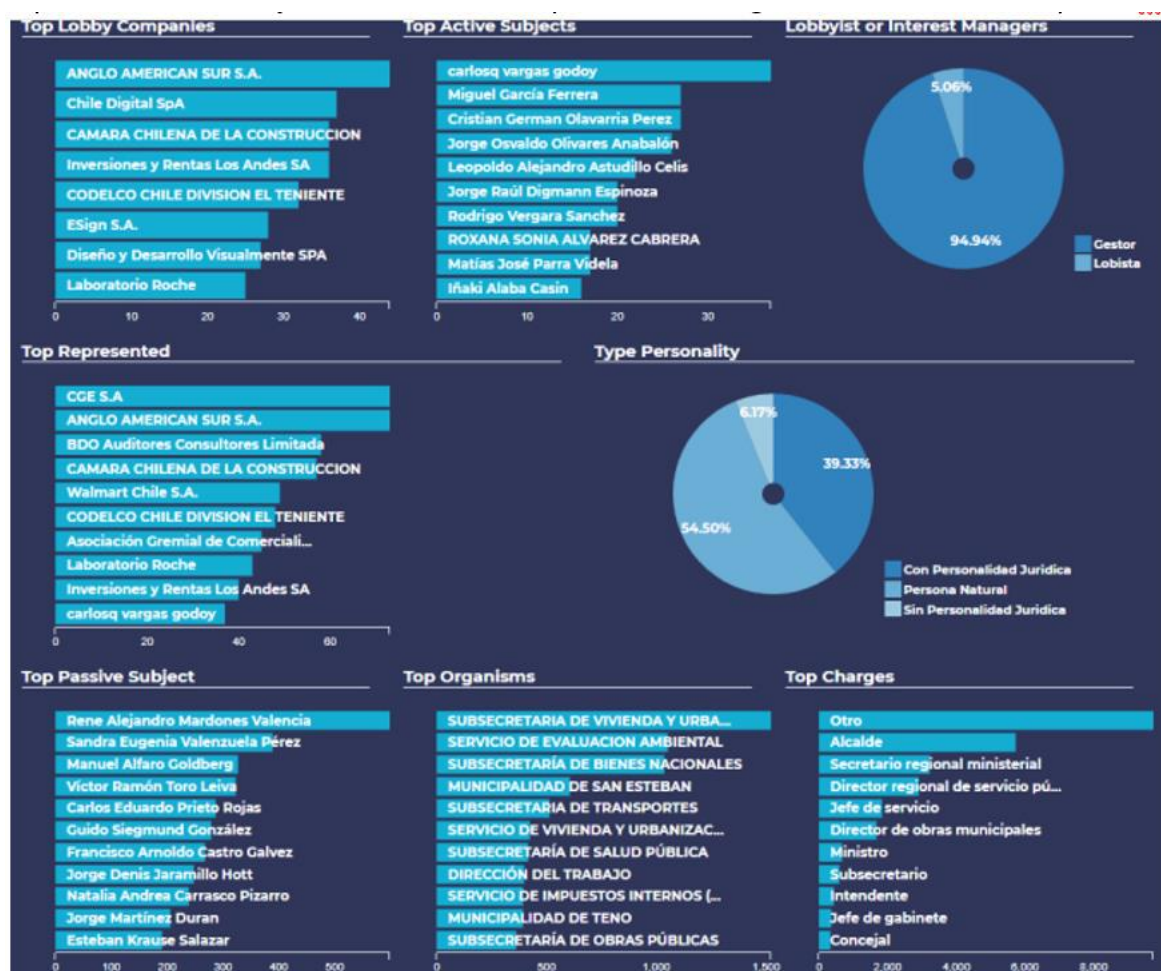 Top Lobby Companies
ANGLO AMERICAN SUR S.A.
Chile Digital SpA
CAMARA CHILENA DE LA CONSTRUCCION
Inversiones y Rentas Los Andes SA
CODELCO CHILE DIVISION EL TENIENTE
ESign S.A.
Diseño y Desarrollo Visualmente SPA
Laboratorio Roche
0 10 20 30 40
Top Active Subjects
carlosq vargas godoy
Miguel García Ferrera
Cristian German Olavarria Perez
Jorge Osvaldo Olivares Anabalón
Leopoldo Alejandro Astudillo Celis
Jorge Raúl Digmann Espinoza
Rodrigo Vergara Sanchez
ROXANA SONIA ALVAREZ CABRERA
Matías José Parra Videla
Iñaki Alaba Casin
0 10 20 30
Lobbyist or Interest Managers
5.06%
94.94%
Gestor
Lobista
Top Represented
CGE S.A
ANGLO AMERICAN SUR S.A.
BDO Auditores Consultores Limitada
CAMARA CHILENA DE LA CONSTRUCCION
Walmart Chile S.A.
CODELCO CHILE DIVISION EL TENIENTE
Asociación Gremial de Comerciali...
Laboratorio Roche
Inversiones y Rentas Los Andes SA
carlosq vargas godoy
0 20 40 60
Type Personality
6.17%
39.33%
54.50%
Con Personalidad Juridica
Persona Natural
Sin Personalidad Juridica
Top Passive Subject
Rene Alejandro Mardones Valencia
Sandra Eugenia Valenzuela Pérez
Manuel Alfaro Goldberg
Víctor Ramón Toro Leiva
Carlos Eduardo Prieto Rojas
Guido Siegmund González
Francisco Arnoldo Castro Galvez
Jorge Denis Jaramillo Hott
Natalia Andrea Carrasco Pizarro
Jorge Martínez Duran
Esteban Krause Salazar
0 100 200 300 400 500
Top Organisms
SUBSECRETARIA DE VIVIENDA Y URBA...
SERVICIO DE EVALUACION AMBIENTAL
SUBSECRETARÍA DE BIENES NACIONALES
MUNICIPALIDAD DE SAN ESTEBAN
SUBSECRETARIA DE TRANSPORTES
SERVICIO DE VIVIENDA Y URBANIZAC...
SUBSECRETARÍA DE SALUD PÚBLICA
DIRECCIÓN DEL TRABAJO
SERVICIO DE IMPUESTOS INTERNOS (...
MUNICIPALIDAD DE TENO
SUBSECRETARÍA DE OBRAS PÚBLICAS
0 500 1,000 1,500
Top Charges
Otro
Alcalde
Secretario regional ministerial
Director regional de servicio pú...
Jefe de servicio
Director de obras municipales
Ministro
Subsecretario
Intendente
Jefe de gabinete
Concejal
0 2,000 4,000 6,000 8,000